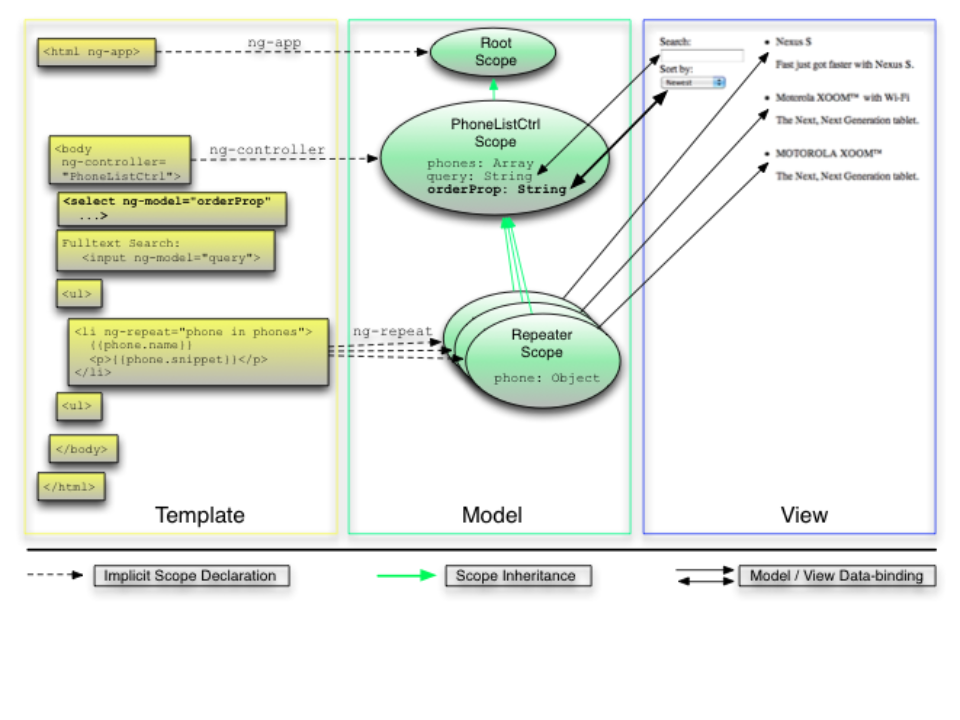 <html ng-app>
ng-app
Root
Scope
<body
ng-controller=
"PhoneListCtrl">
ng-controller
PhoneListCtrl
Scope
phones: Array
query: String
orderProp: String
<select ng-model="orderProp"
...>
Fulltext Search:
<input ng-model="query">
<ul>
<li ng-repeat="phone in phones">
{{phone.name}}
<p>{{phone.snippet}}</p>
</li>
ng-repeat
Repeater
Scope
phone: Object
<ul>
</body>
</html>
Search:
Sort by:
Newest
• Nexus S
Fast just got faster with Nexus S.
• Motorola XOOM™ with Wi-Fi
The Next, Next Generation tablet.
• MOTOROLA XOOM™
The Next, Next Generation tablet.
Template
Model
View
Implicit Scope Declaration
Scope Inheritance
Model / View Data-binding